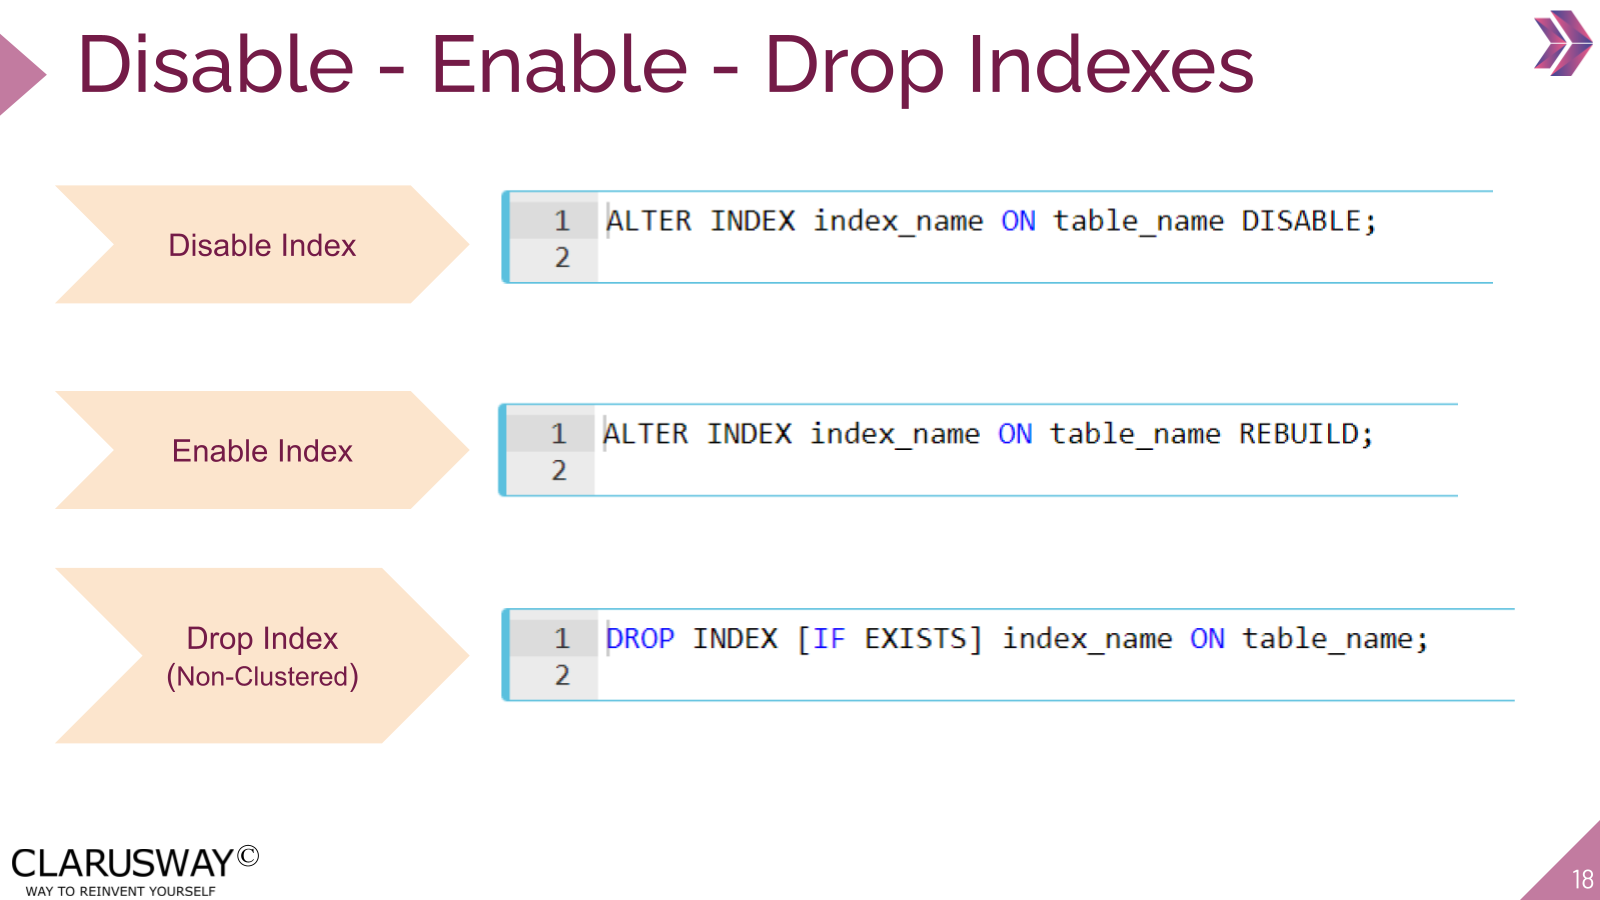 Disable - Enable - Drop Indexes
Disable Index
1 ALTER INDEX index_name ON table_name DISABLE;
2
Enable Index
1 ALTER INDEX index_name ON table_name REBUILD;
2
Drop Index
(Non-Clustered)
1 DROP INDEX [IF EXISTS] index_name ON table_name;
2
CLARUSWAY©
WAY TO REINVENT YOURSELF
18